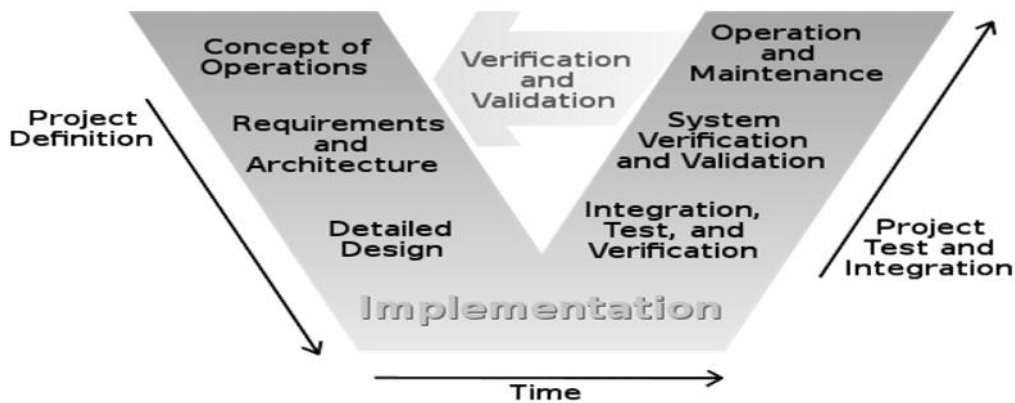 Concept of
Operations
Verification
and
Validation
Operation
and
Maintenance
Project
Definition
Requirements
and
Architecture
System
Verification
and Validation
Detailed
Design
Integration,
Test, and
Verification
Project
Test and
Integration
Implementation
Time